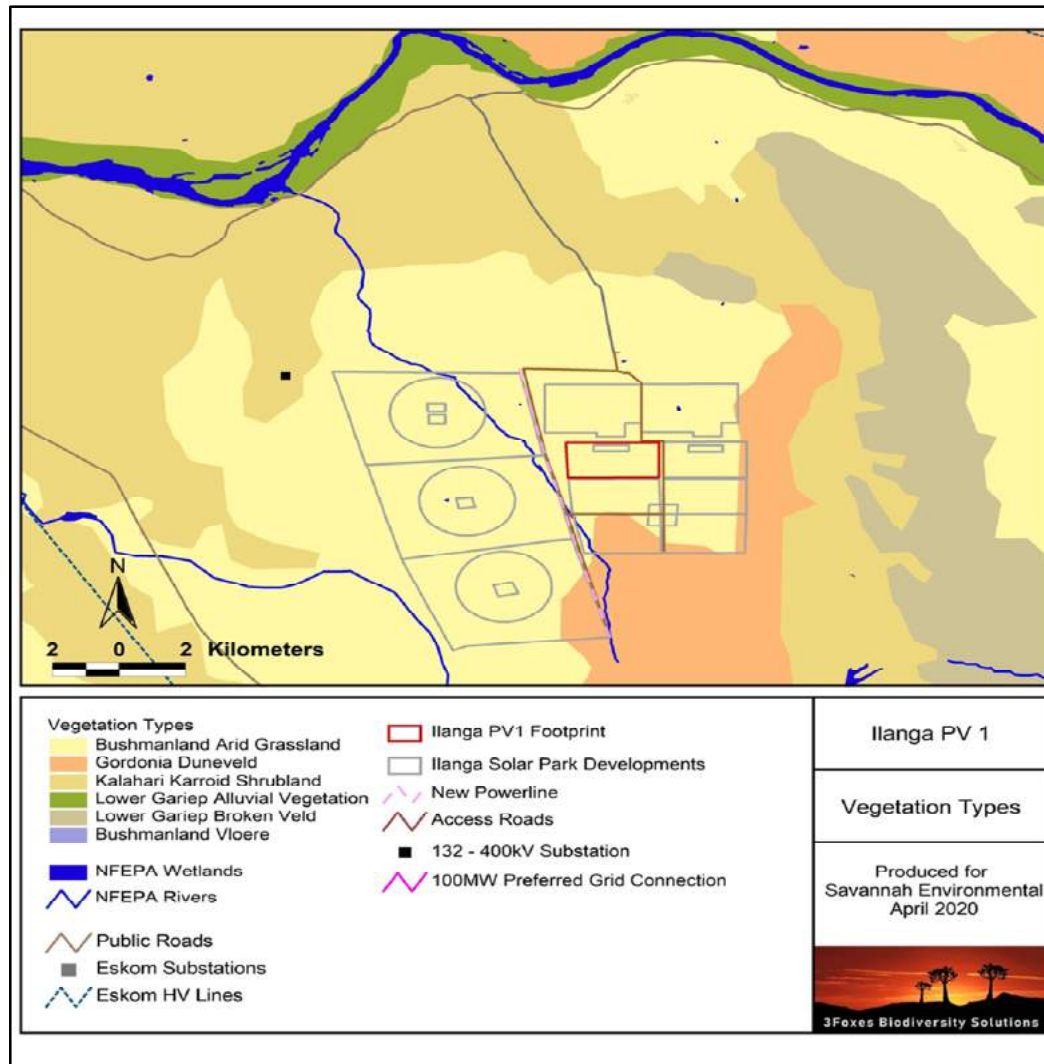 N
2 0 2 Kilometers
Vegetation Types
Bushmanland Arid Grassland
Gordonia Duneveld
Kalahari Karroid Shrubland
Lower Gariep Alluvial Vegetation
Lower Gariep Broken Veld
Bushmanland Vloere
NFEPA Wetlands
NFEPA Rivers
Public Roads
Eskom Substations
Eskom HV Lines
Ilanga PV1 Footprint
Ilanga Solar Park Developments
New Powerline
Access Roads
132 - 400kV Substation
100MW Preferred Grid Connection
Ilanga PV 1
Vegetation Types
Produced for
Savannah Environmental
April 2020
3Foxes Biodiversity Solutions